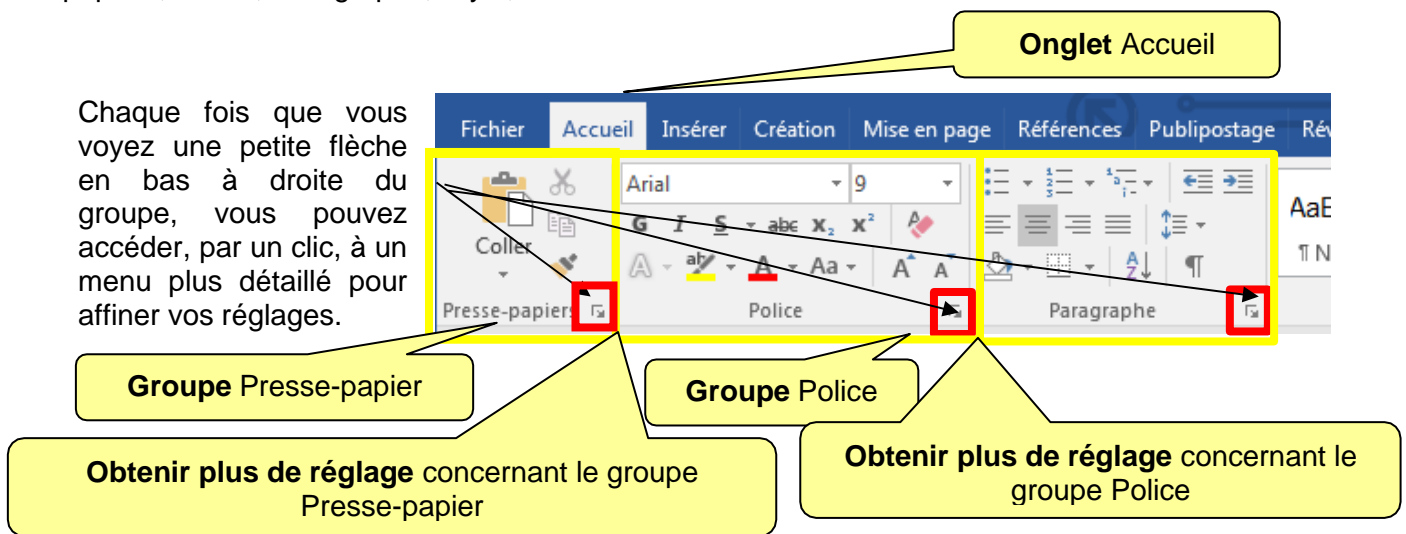 Onglet Accueil
Chaque fois que vous
voyez une petite flèche
en bas à droite du
groupe, vous pouvez
accéder, par un clic, à un
menu plus détaillé pour
affiner vos réglages.
Fichier Accueil Insérer Création Mise en page Références Publipostage Rév
Arial 9
G I S abc X₂ X²
Coller
A ab A Aa A A
AaB
¶ N
Presse-papiers Police Paragraphe
Groupe Presse-papier
Groupe Police
Obtenir plus de réglage concernant le groupe
Presse-papier
Obtenir plus de réglage concernant le
groupe Police